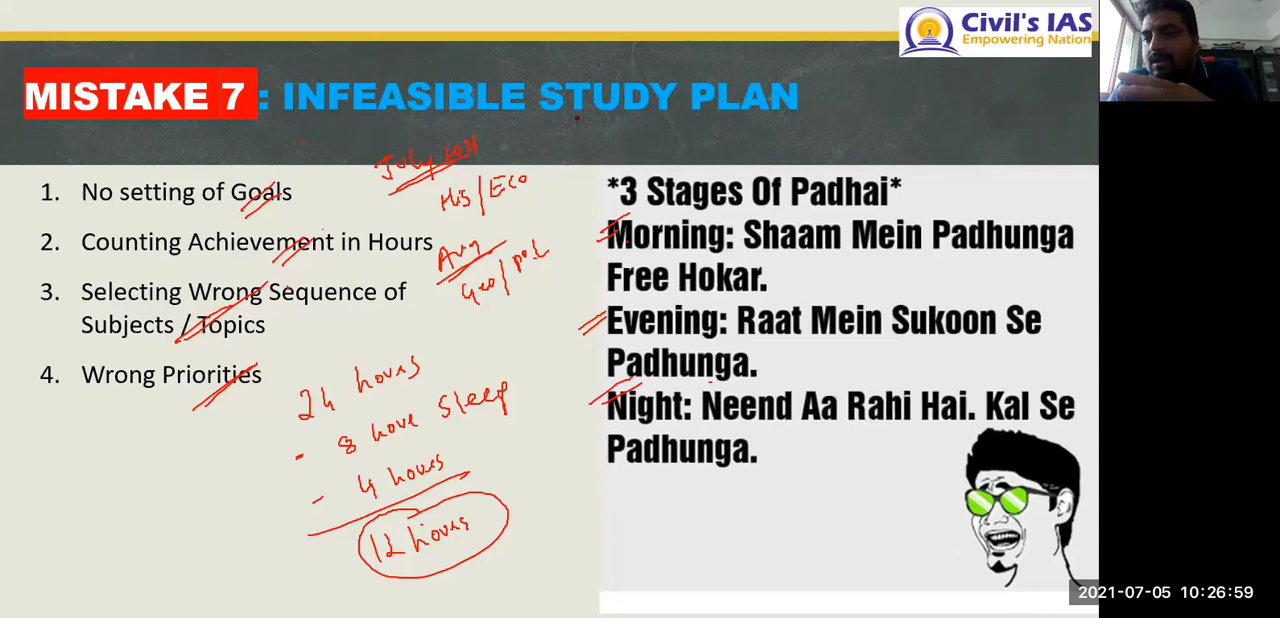 Civil's IAS
Empowering Nation
MISTAKE 7 : INFEASIBLE STUDY PLAN
1. No setting of Goals
2. Counting Achievement in Hours
3. Selecting Wrong Sequence of
Subjects / Topics
4. Wrong Priorities
July 2021
His/Eco
Aug
Geo/Pol
24 hours
- 8 hove sleep
- 4 hours
12 hours
*3 Stages Of Padhai*
Morning: Shaam Mein Padhunga
Free Hokar.
Evening: Raat Mein Sukoon Se
Padhunga.
Night: Neend Aa Rahi Hai. Kal Se
Padhunga.
2021-07-05 10:26:59